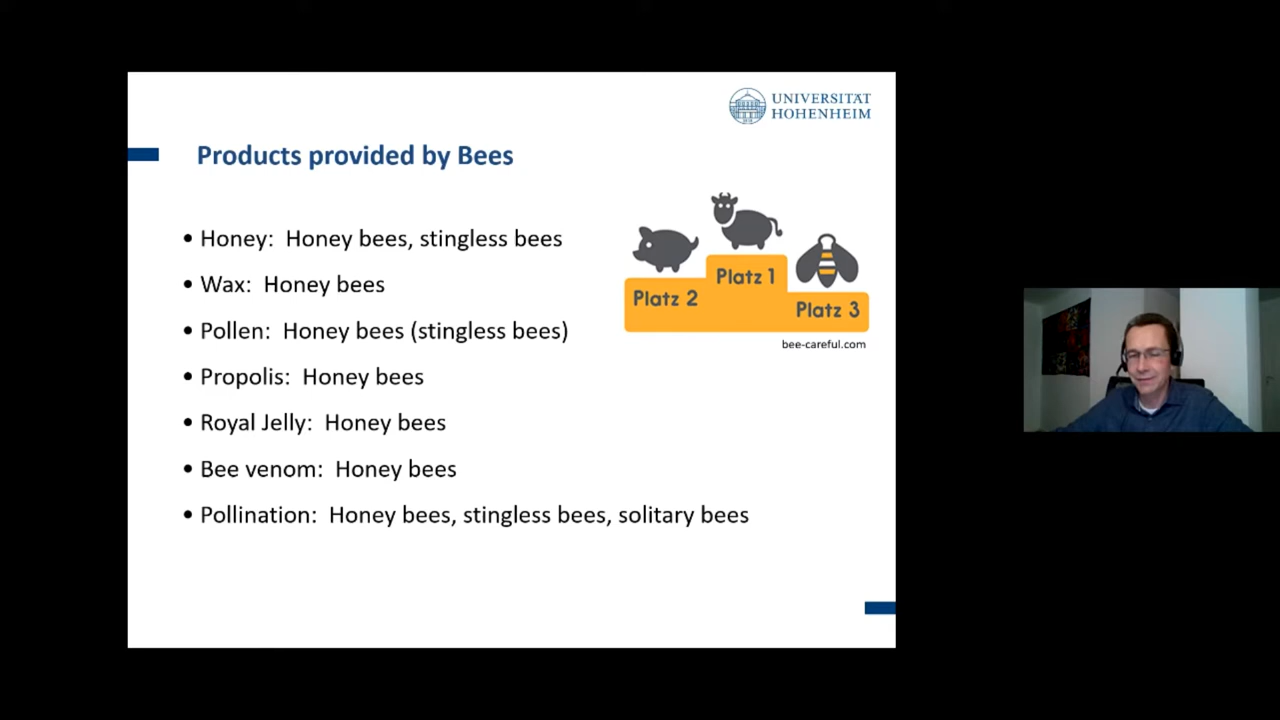 UNIVERSITÄT
HOHENHEIM
Products provided by Bees
• Honey: Honey bees, stingless bees
• Wax: Honey bees
• Pollen: Honey bees (stingless bees)
• Propolis: Honey bees
• Royal Jelly: Honey bees
• Bee venom: Honey bees
• Pollination: Honey bees, stingless bees, solitary bees
Platz 1
Platz 2
Platz 3
bee-careful.com